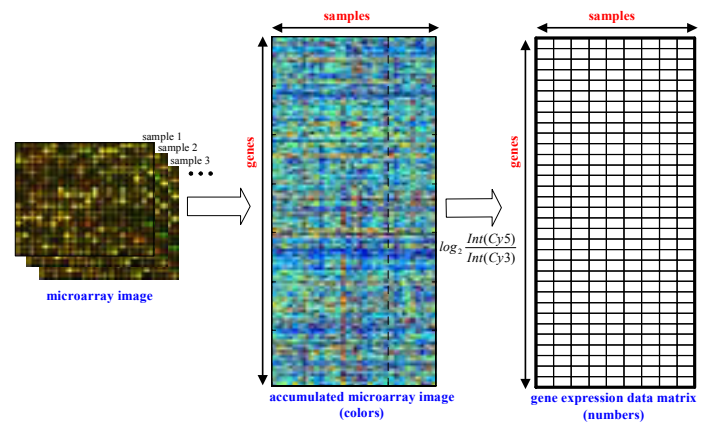 samples
samples
genes
genes
sample 1
sample 2
sample 3
• • •
log₂ Int(Cy5)
Int(Cy3)
microarray image
accumulated microarray image
(colors)
gene expression data matrix
(numbers)